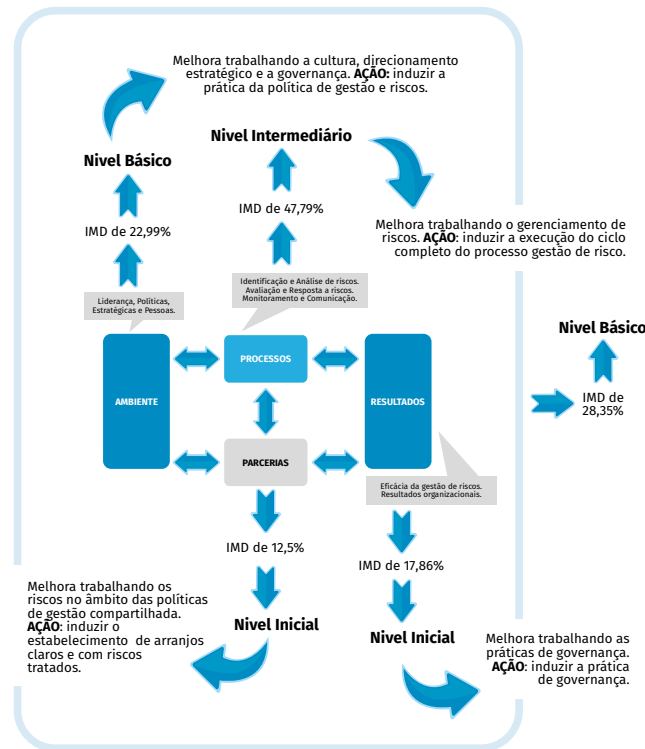 Melhora trabalhando a cultura, direcionamento
estratégico e a governança. AÇÃO: induzir a
prática da política de gestão e riscos.
Nivel Intermediário
Nivel Básico
IMD de 47,79%
IMD de 22,99%
Melhora trabalhando o gerenciamento de
riscos. AÇÃO: induzir a execução do ciclo
completo do processo gestão de risco.
Liderança, Políticas,
Estratégicas e Pessoas.
Identificação e Análise de riscos.
Avaliação e Resposta a riscos.
Monitoramento e Comunicação.
Nivel Básico
IMD de
28,35%
AMBIENTE
PROCESSOS
RESULTADOS
PARCERIAS
Eficácia da gestão de riscos.
Resultados organizacionais.
IMD de 12,5%
IMD de 17,86%
Melhora trabalhando os
riscos no âmbito das políticas
de gestão compartilhada.
AÇÃO: induzir o
estabelecimento de arranjos
claros e com riscos
tratados.
Nivel Inicial
Nivel Inicial
Melhora trabalhando as
práticas de governança.
AÇÃO: induzir a prática
de governança.